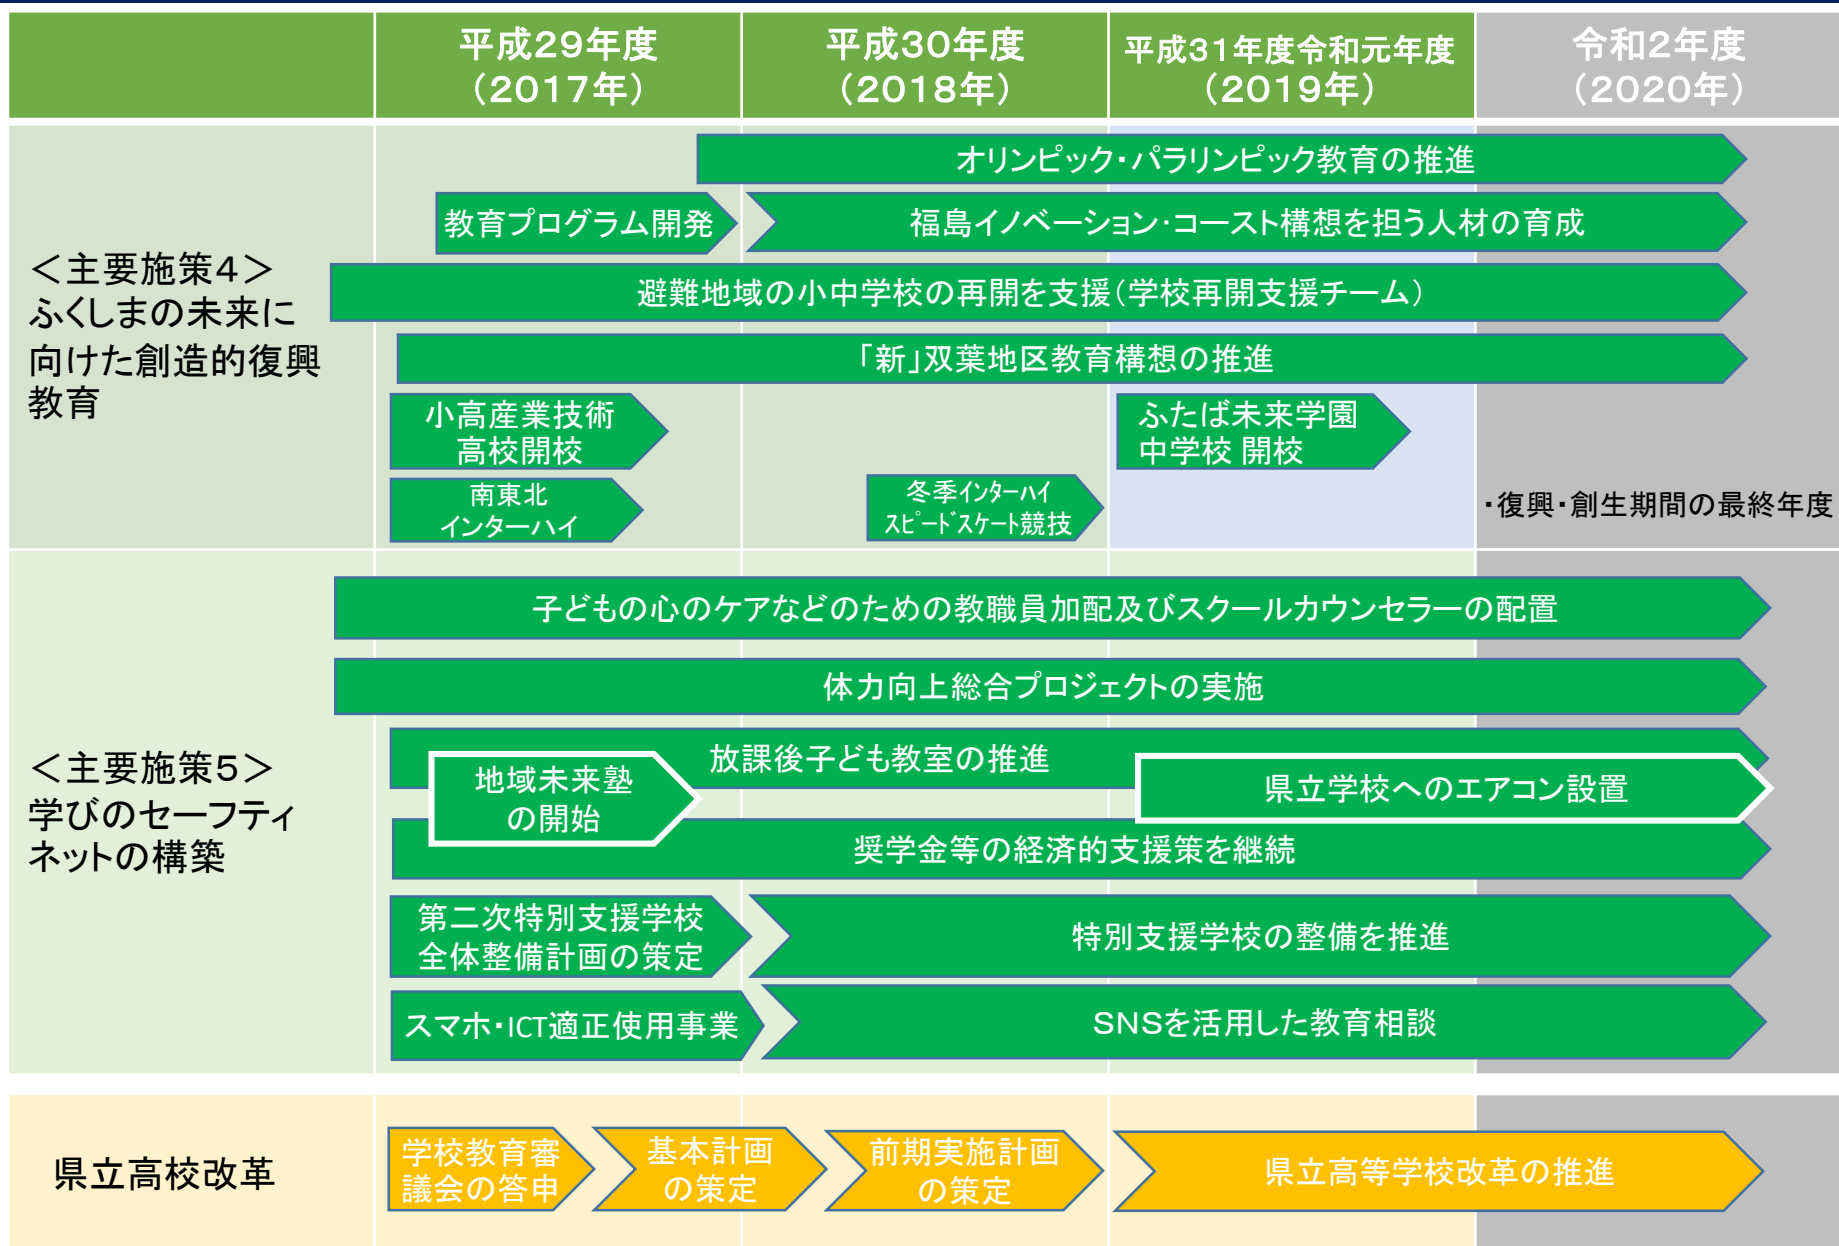 平成29年度
(2017年)
平成30年度
(2018年)
平成31年度令和元年度
(2019年)
令和2年度
(2020年)
＜主要施策4＞
ふくしまの未来に
向けた創造的復興
教育
オリンピック・パラリンピック教育の推進
教育プログラム開発
福島イノベーション・コースト構想を担う人材の育成
避難地域の小中学校の再開を支援(学校再開支援チーム)
「新」双葉地区教育構想の推進
小高産業技術
高校開校
ふたば未来学園
中学校 開校
南東北
インターハイ
冬季インターハイ
スピードスケート競技
・復興・創生期間の最終年度
＜主要施策5＞
学びのセーフティ
ネットの構築
子どもの心のケアなどのための教職員加配及びスクールカウンセラーの配置
体力向上総合プロジェクトの実施
放課後子ども教室の推進
地域未来塾
の開始
県立学校へのエアコン設置
奨学金等の経済的支援策を継続
第二次特別支援学校
全体整備計画の策定
特別支援学校の整備を推進
スマホ・ICT適正使用事業
SNSを活用した教育相談
県立高校改革
学校教育審
議会の答申
基本計画
の策定
前期実施計画
の策定
県立高等学校改革の推進